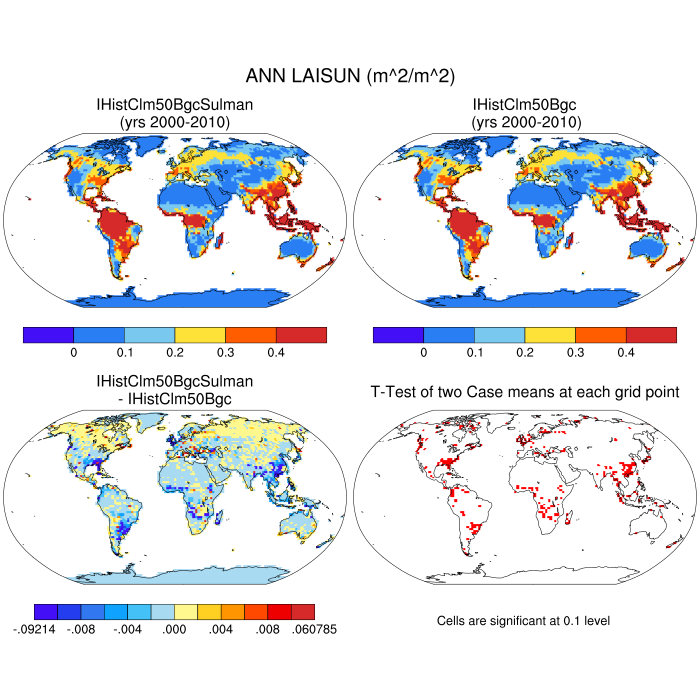 ANN LAISUN (m^2/m^2)
IHistClm50BgcSulman
(yrs 2000-2010)
IHistClm50Bgc
(yrs 2000-2010)
0 0.1 0.2 0.3 0.4
0 0.1 0.2 0.3 0.4
IHistClm50BgcSulman
- IHistClm50Bgc
T-Test of two Case means at each grid point
-.09214 -.008 -.004 .000 .004 .008 .060785
Cells are significant at 0.1 level